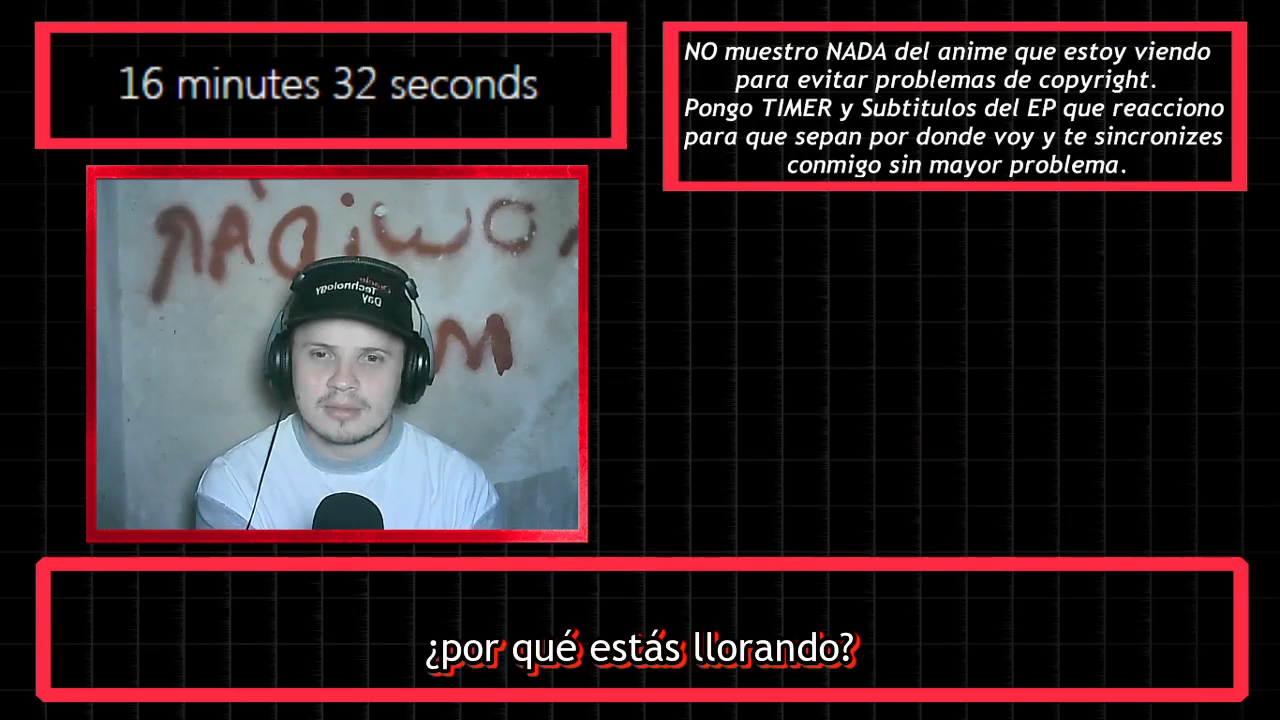 16 minutes 32 seconds
NO muestro NADA del anime que estoy viendo
para evitar problemas de copyright.
Pongo TIMER y Subtitulos del EP que reacciono
para que sepan por donde voy y te sincronizes
conmigo sin mayor problema.
Technology
Day
¿por qué estás llorando?